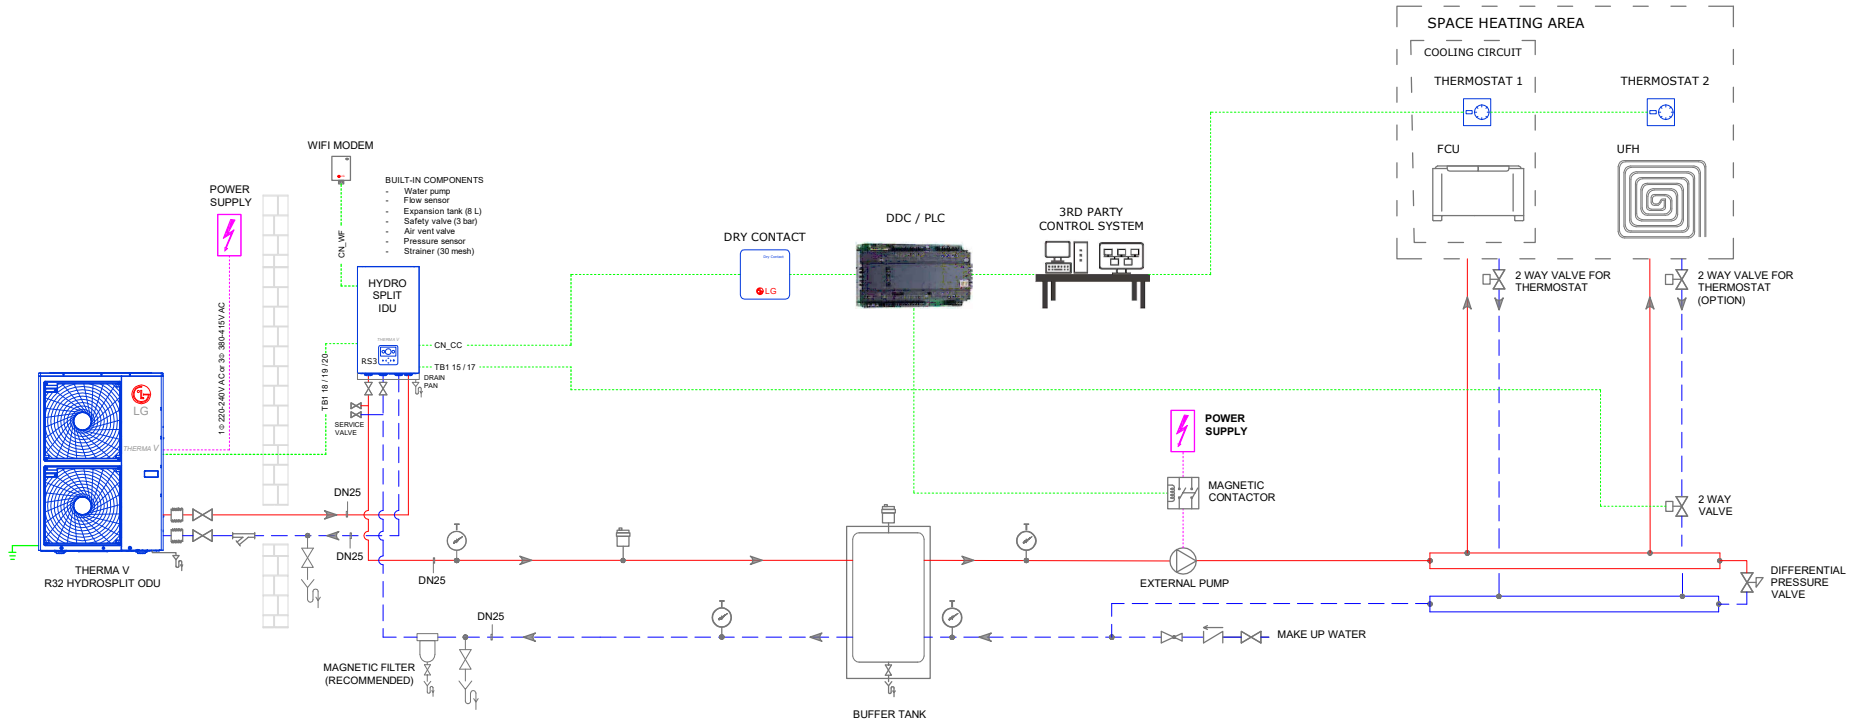 SPACE HEATING AREA
COOLING CIRCUIT
THERMOSTAT 1
THERMOSTAT 2
FCU
UFH
WIFI MODEM
BUILT-IN COMPONENTS
- Water pump
- Flow sensor
- Expansion tank (8 L)
- Safety valve (3 bar)
- Air vent valve
- Pressure sensor
- Strainer (30 mesh)
POWER
SUPPLY
CN_WF
1Φ 220-240V AC or 3Φ 380-415V AC
TB1 18 / 19 / 20
HYDRO
SPLIT
IDU
THERMA V
RS3
CN_CC
TB1 15 / 17
DRAIN
PAN
SERVICE
VALVE
DRY CONTACT
Dry Contact
LG
DDC / PLC
3RD PARTY
CONTROL SYSTEM
2 WAY VALVE FOR
THERMOSTAT
2 WAY VALVE FOR
THERMOSTAT
(OPTION)
LG
THERMA V
THERMA V
R32 HYDROSPLIT ODU
DN25
DN25
DN25
DN25
POWER
SUPPLY
MAGNETIC
CONTACTOR
EXTERNAL PUMP
2 WAY
VALVE
DIFFERENTIAL
PRESSURE
VALVE
MAKE UP WATER
MAGNETIC FILTER
(RECOMMENDED)
BUFFER TANK